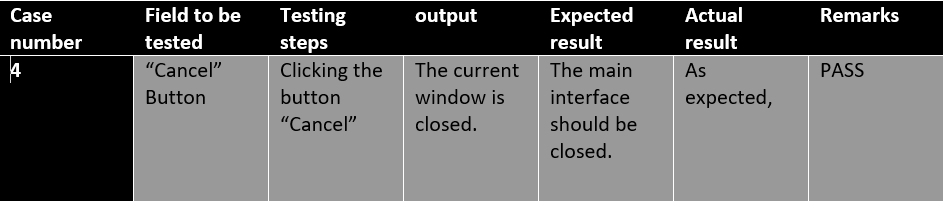 Case
number
Field to be
tested
Testing
steps
output
Expected
result
Actual
result
Remarks
4
“Cancel”
Button
Clicking the
button
“Cancel”
The current
window is
closed.
The main
interface
should be
closed.
As
expected,
PASS